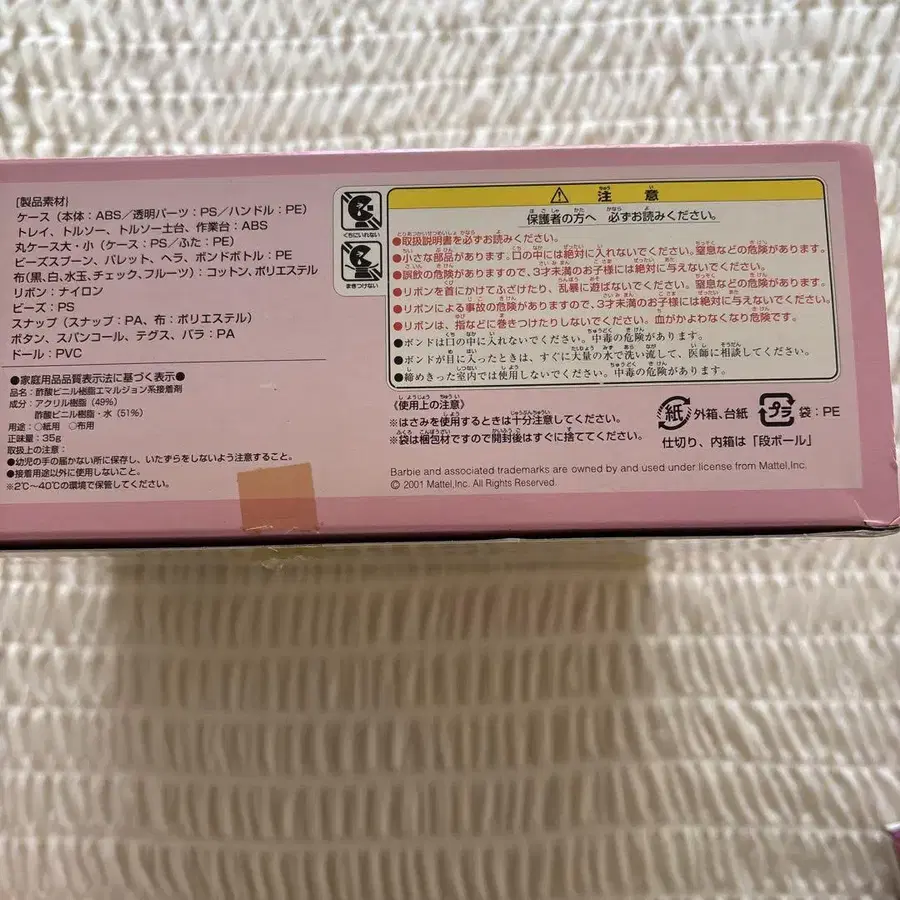 [製品素材]
ケース(本体:ABS/透明パーツ:PS/ハンドル:PE)
トレイ、トルソー、トルソー土台、作業台:ABS
丸ケース大・小(ケース:PS/ふた:PE)
ビーズスプーン、パレット、ヘラ、ボンドボトル:PE
布(黒、白、水玉、チェック、フルーツ):コットン、ポリエステル
リボン:ナイロン
ビーズ:PS
スナップ(スナップ:PA、布:ポリエステル)
ボタン、スパンコール、テグス、バラ:PA
ドール:PVC
●家庭用品品質表示法に基づく表示●
品名:酢酸ビニル樹脂エマルジョン系接着剤
成分:アクリル樹脂(49%)
酢酸ビニル樹脂・水(51%)
用途:○紙用 ○布用
正味量:35g
取扱上の注意:
●幼児の手の届かない所に保存し、いたずらをしないよう注意すること。
●接着用途以外に使用しないこと。
※2℃〜40℃の環境で保管してください。
くちにいれない
まきつけない
⚠注意
保護者の方へ 必ずお読みください。
●取扱説明書を必ずお読みください。
●小さな部品があります。口の中には絶対に入れないでください。窒息などの危険があります。
●誤飲の危険がありますので、3才未満のお子様には絶対に与えないでください。
●リボンを首にかけてふざけたり、乱暴に遊ばないでください。窒息などの危険があります。
●リボンによる事故の危険がありますので、3才未満のお子様には絶対に与えないでください。
●リボンは、指などに巻きつけたりしないでください。血がかよわなくなり危険です。
●ボンドは口の中に入れないでください。中毒の危険があります。
●ボンドが目に入ったときは、すぐに大量の水で洗い流して、医師に相談してください。
●締めきった室内では使用しないでください。中毒の危険があります。
《使用上の注意》
※はさみを使用するときは十分注意してください。
※袋は梱包材ですので開封後はすぐに捨ててください。
紙 外箱、台紙 プラ 袋:PE
仕切り、内箱は「段ボール」
Barbie and associated trademarks are owned by and used under license from Mattel,Inc.
© 2001 Mattel,Inc. All Rights Reserved.